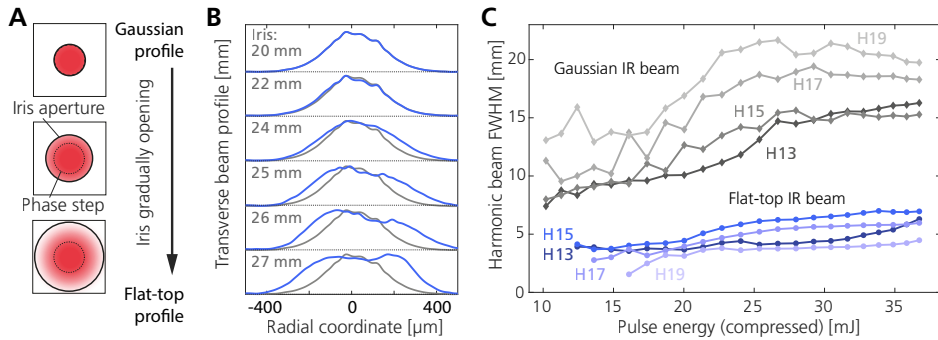 A
Gaussian
profile
Iris aperture
Phase step
Iris gradually opening
Flat-top
profile
B
Transverse beam profile [mm]
Iris:
20 mm
22 mm
24 mm
25 mm
26 mm
27 mm
-400 0 400
Radial coordinate [µm]
C
Harmonic beam FWHM [mm]
20
15
10
5
0
H19
Gaussian IR beam
H17
H15
H13
Flat-top IR beam
H15
H13
H17
H19
10 15 20 25 30 35
Pulse energy (compressed) [mJ]